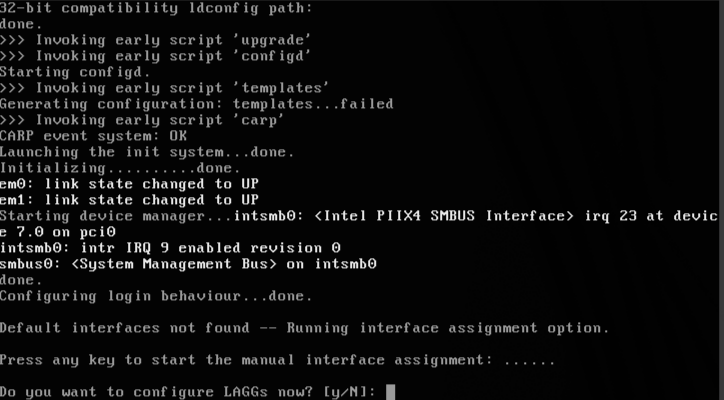 32-bit compatibility ldconfig path:
done.
>>> Invoking early script 'upgrade'
>>> Invoking early script 'configd'
Starting configd.
>>> Invoking early script 'templates'
Generating configuration: templates...failed
>>> Invoking early script 'carp'
CARP event system: OK
Launching the init system...done.
Initializing..........done.
em0: link state changed to UP
em1: link state changed to UP
Starting device manager...intsmb0: <Intel PIIX4 SMBUS Interface> irq 23 at devic
e 7.0 on pci0
intsmb0: intr IRQ 9 enabled revision 0
smbus0: <System Management Bus> on intsmb0
done.
Configuring login behaviour...done.
Default interfaces not found -- Running interface assignment option.
Press any key to start the manual interface assignment: ......
Do you want to configure LAGGs now? [y/N]: